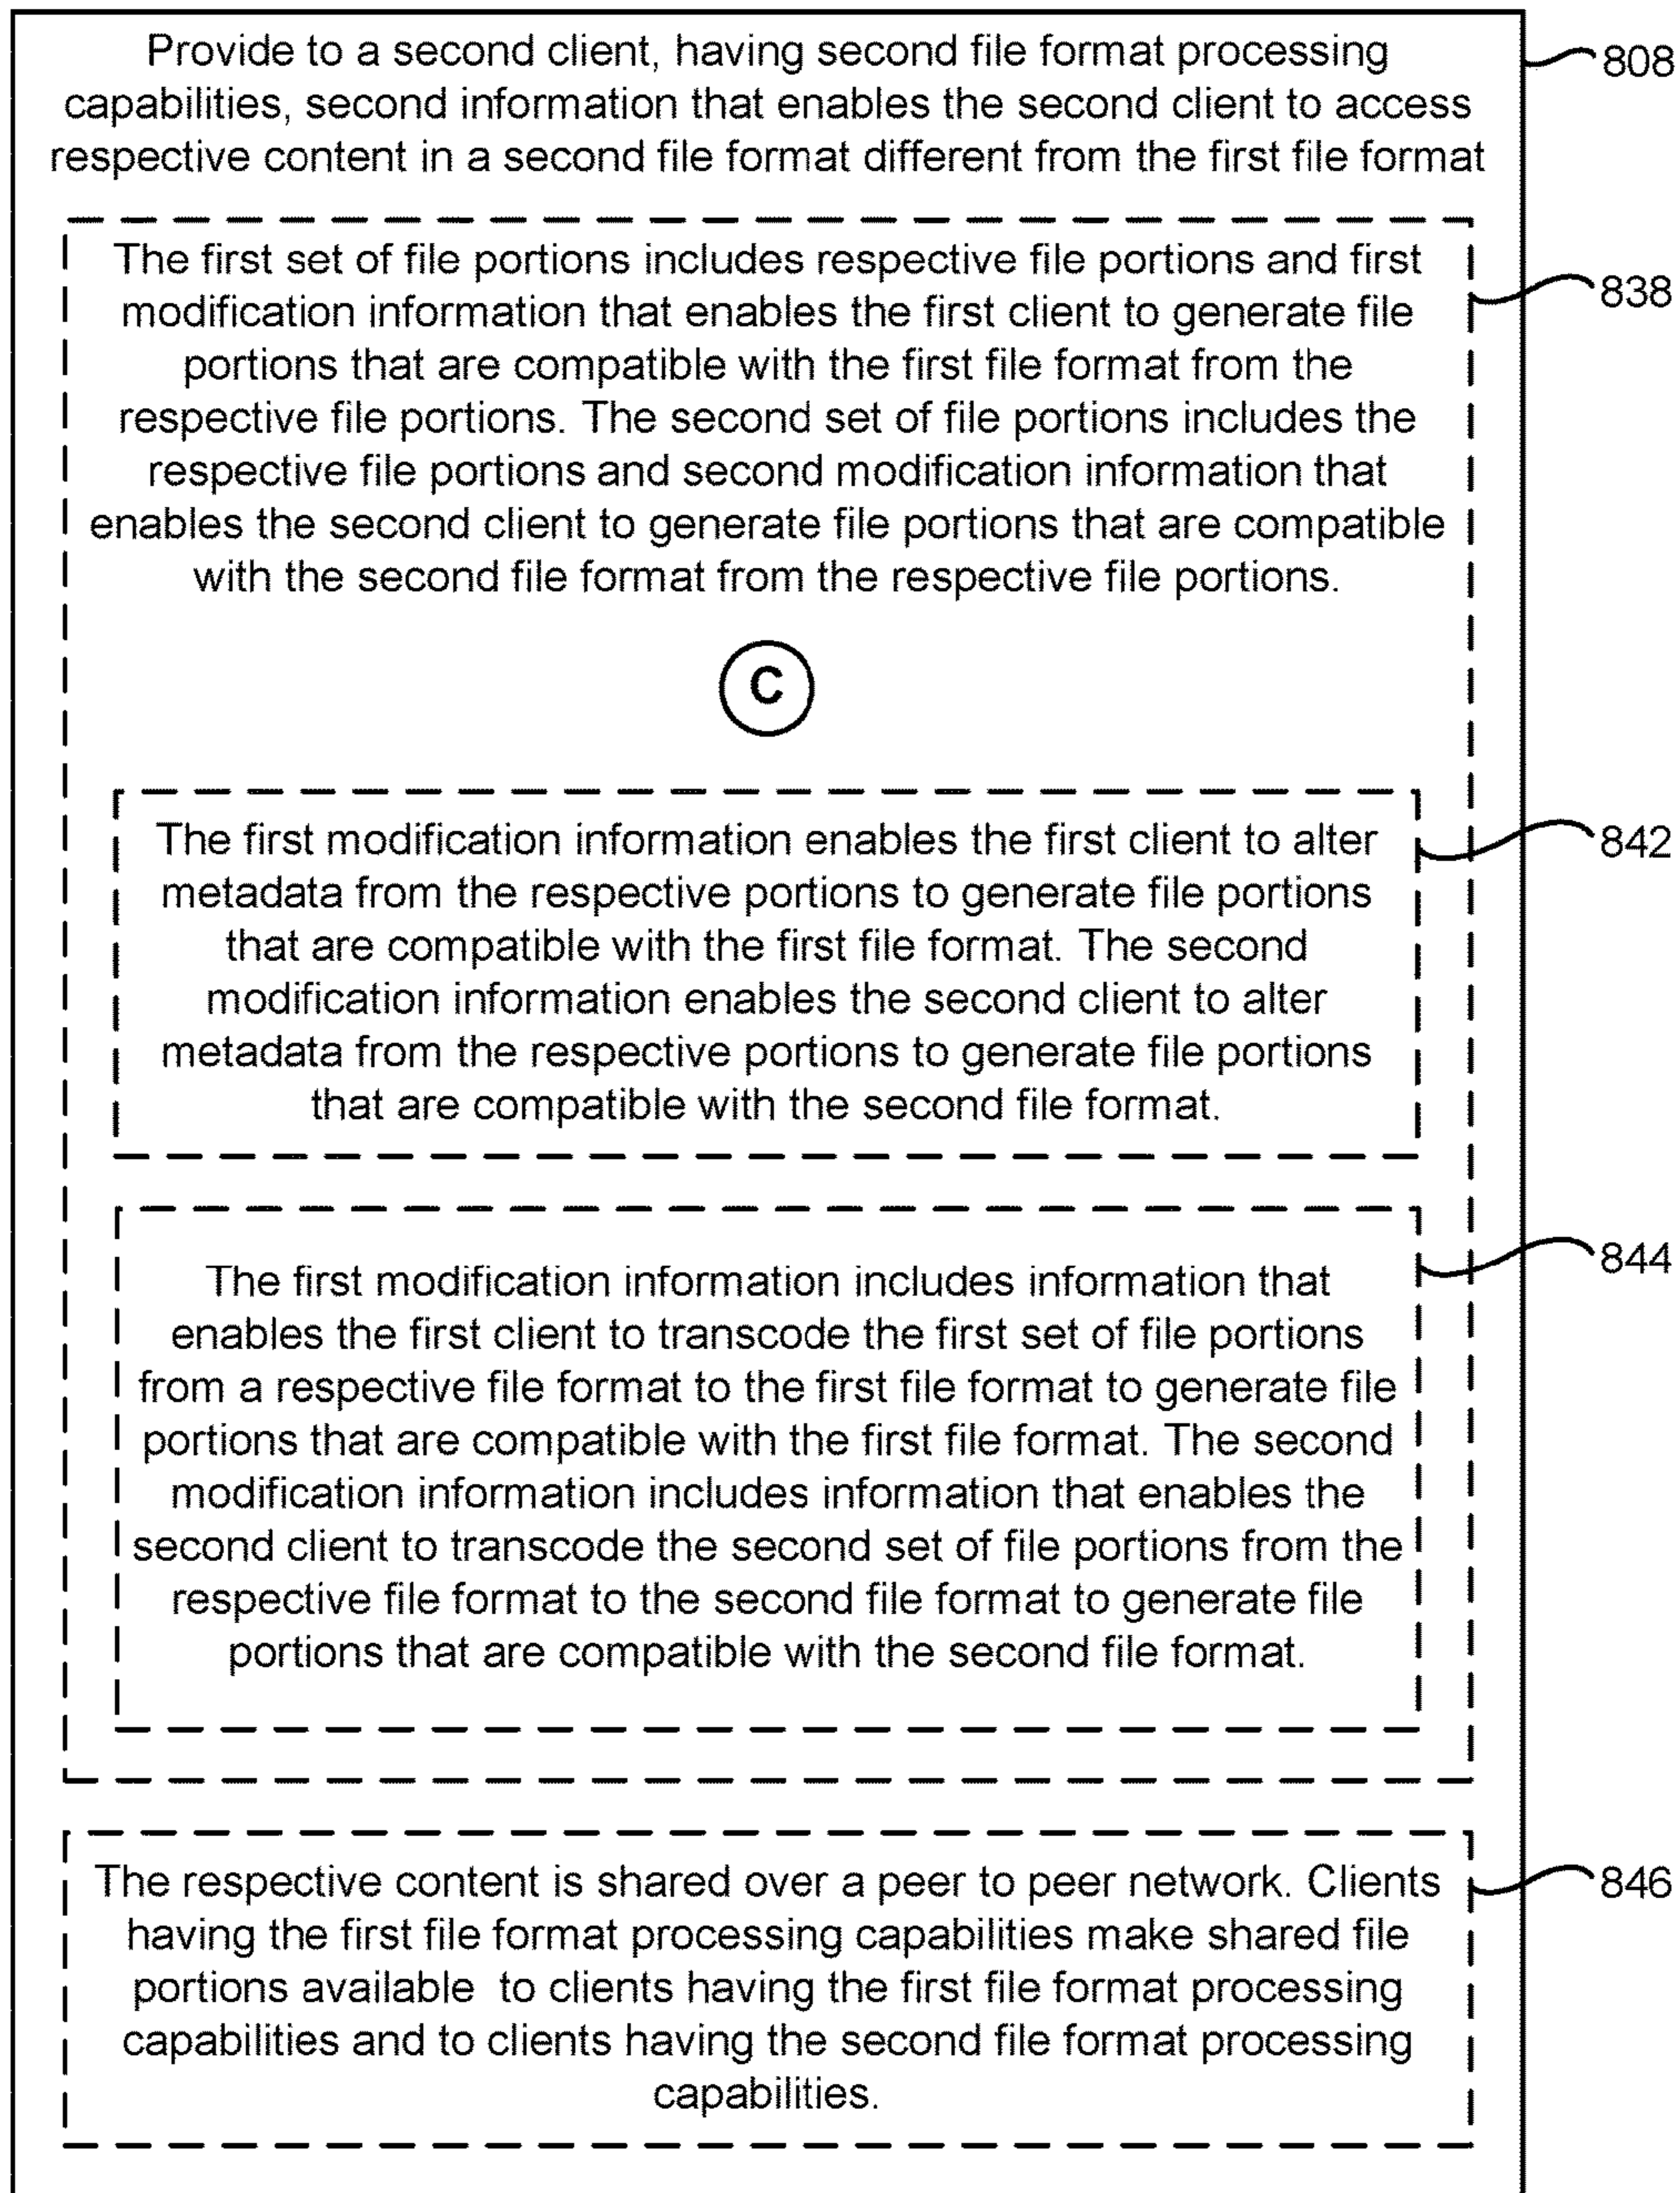 Provide to a second client, having second file format processing
capabilities, second information that enables the second client to access
respective content in a second file format different from the first file format
808
The first set of file portions includes respective file portions and first
modification information that enables the first client to generate file
portions that are compatible with the first file format from the
respective file portions. The second set of file portions includes the
respective file portions and second modification information that
enables the second client to generate file portions that are compatible
with the second file format from the respective file portions.
838
C
The first modification information enables the first client to alter
metadata from the respective portions to generate file portions
that are compatible with the first file format. The second
modification information enables the second client to alter
metadata from the respective portions to generate file portions
that are compatible with the second file format.
842
The first modification information includes information that
enables the first client to transcode the first set of file portions
from a respective file format to the first file format to generate file
portions that are compatible with the first file format. The second
modification information includes information that enables the
second client to transcode the second set of file portions from the
respective file format to the second file format to generate file
portions that are compatible with the second file format.
844
The respective content is shared over a peer to peer network. Clients
having the first file format processing capabilities make shared file
portions available  to clients having the first file format processing
capabilities and to clients having the second file format processing
capabilities.
846